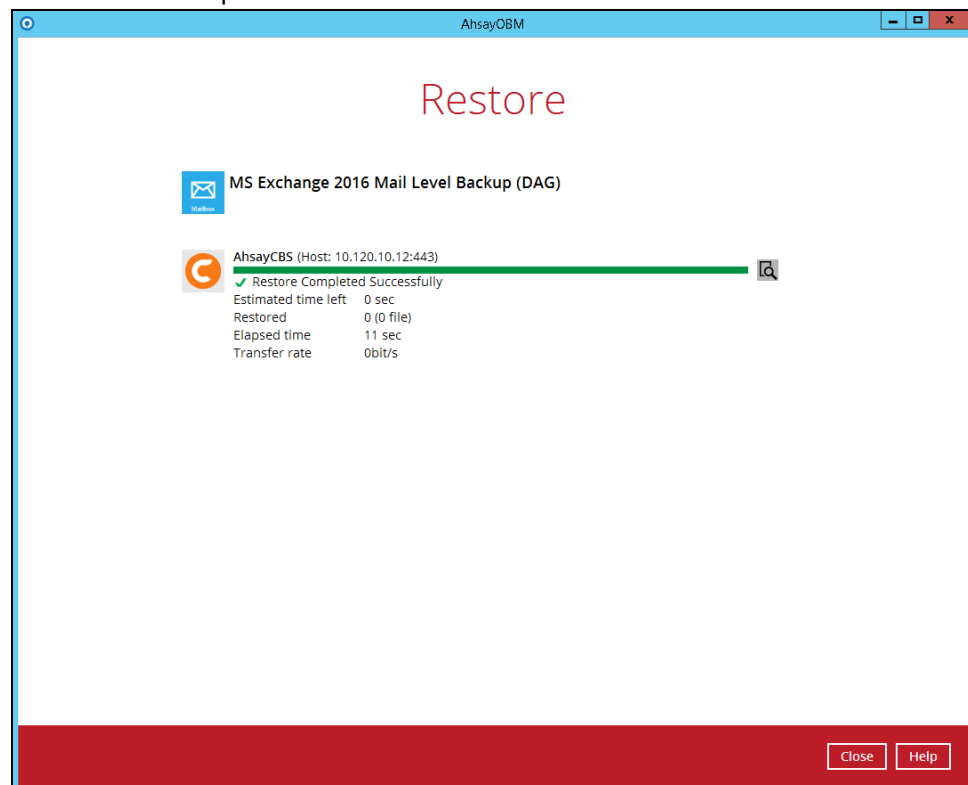 AhsayOBM
Restore
MS Exchange 2016 Mail Level Backup (DAG)
Mailbox
AhsayCBS (Host: 10.120.10.12:443)
Restore Completed Successfully
Estimated time left 0 sec
Restored 0 (0 file)
Elapsed time 11 sec
Transfer rate 0bit/s
Close Help